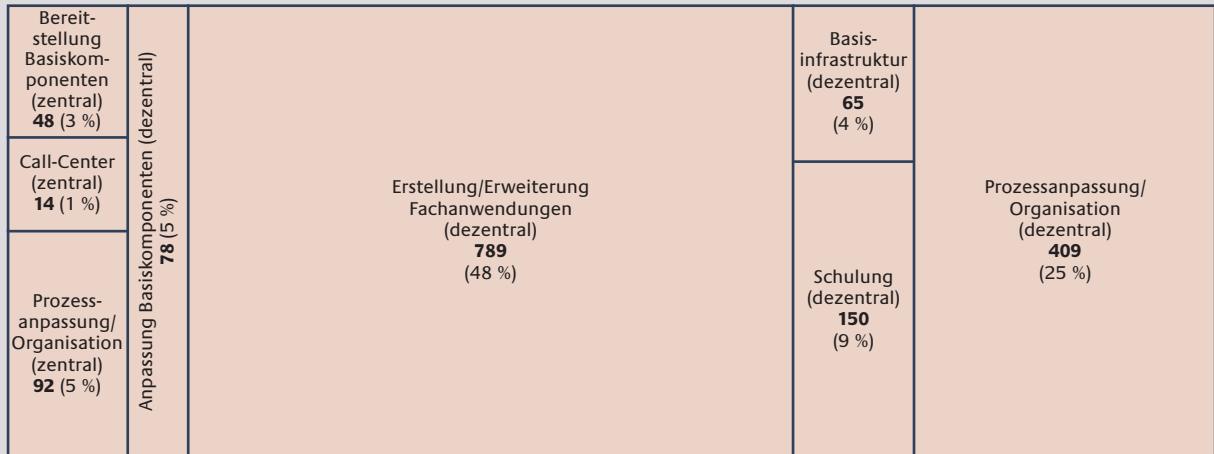 Bereit-
stellung
Basiskom-
ponenten
(zentral)
48 (3 %)
Call-Center
(zentral)
14 (1 %)
Prozess-
anpassung/
Organisation
(zentral)
92 (5 %)
Anpassung Basiskomponenten (dezentral)
78 (5 %)
Erstellung/Erweiterung
Fachanwendungen
(dezentral)
789
(48 %)
Basis-
infrastruktur
(dezentral)
65
(4 %)
Schulung
(dezentral)
150
(9 %)
Prozessanpassung/
Organisation
(dezentral)
409
(25 %)